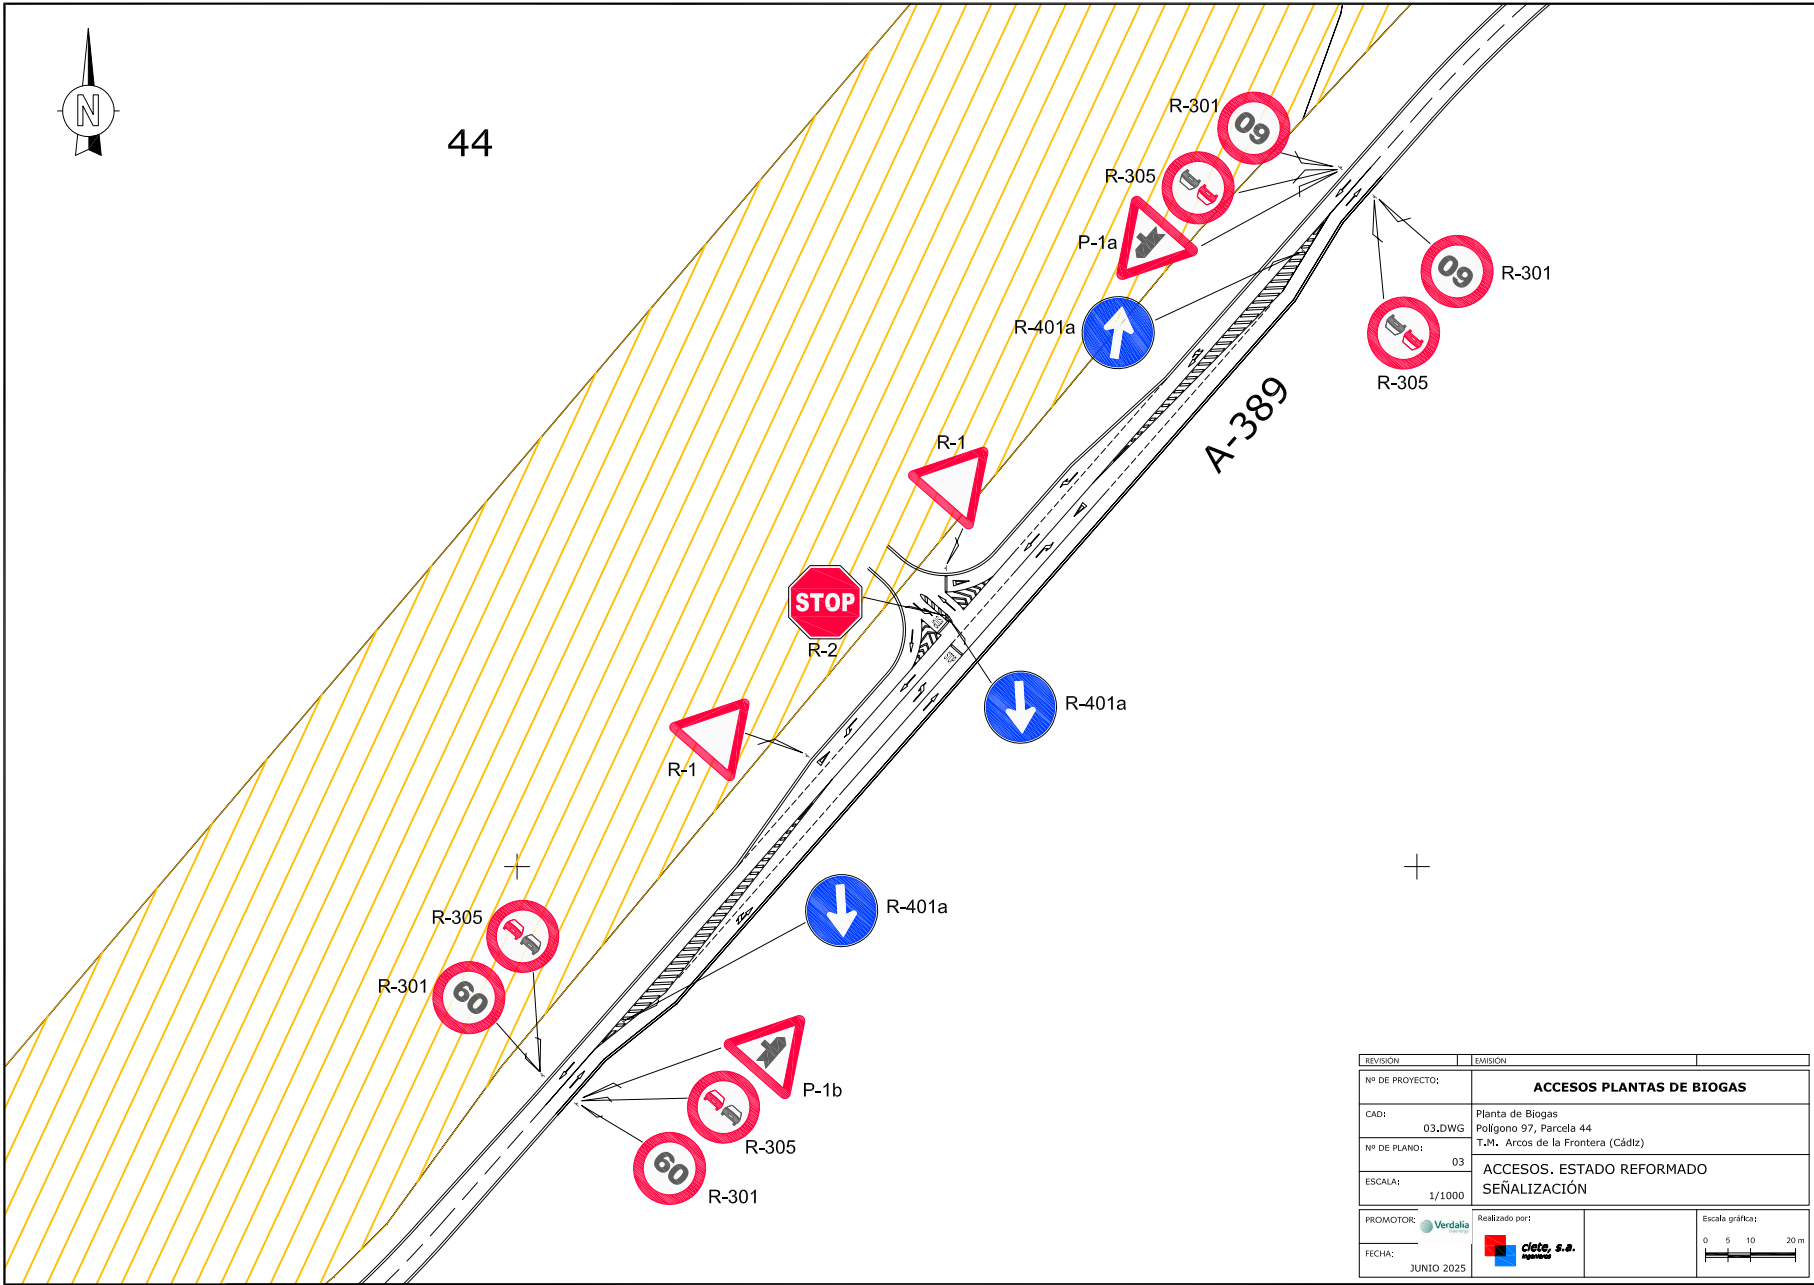 N
44
R-301
60
R-305
P-1a
R-401a
60
R-301
R-305
A-389
R-1
STOP
R-2
R-401a
R-1
R-401a
R-305
R-301
60
P-1b
R-305
60
R-301
REVISIÓN
EMISIÓN
Nº DE PROYECTO:
ACCESOS PLANTAS DE BIOGAS
CAD:
03.DWG
Planta de Biogas
Polígono 97, Parcela 44
T.M. Arcos de la Frontera (Cádiz)
Nº DE PLANO:
03
ACCESOS. ESTADO REFORMADO
SEÑALIZACIÓN
ESCALA:
1/1000
PROMOTOR:
Verdalia
Realizado por:
ciete, s.a.
Ingenieros
Escala gráfica:
0 5 10 20 m
FECHA:
JUNIO 2025